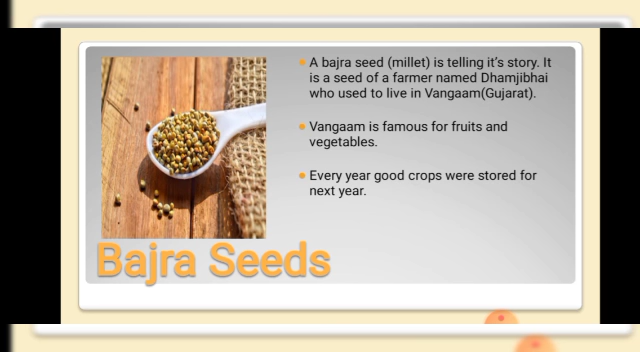 A bajra seed (millet) is telling it's story. It
is a seed of a farmer named Dhamjibhai
who used to live in Vangaam(Gujarat).
Vangaam is famous for fruits and
vegetables.
Every year good crops were stored for
next year.
Bajra Seeds